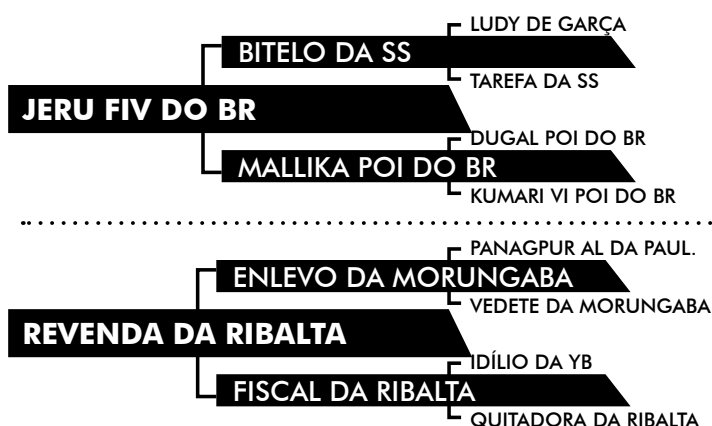 LUDY DE GARÇA
BITELO DA SS
TAREFA DA SS
JERU FIV DO BR
DUGAL POI DO BR
MALLIKA POI DO BR
KUMARI VI POI DO BR
PANAGPUR AL DA PAUL.
ENLEVO DA MORUNGABA
VEDETE DA MORUNGABA
REVENDA DA RIBALTA
IDÍLIO DA YB
FISCAL DA RIBALTA
QUITADORA DA RIBALTA